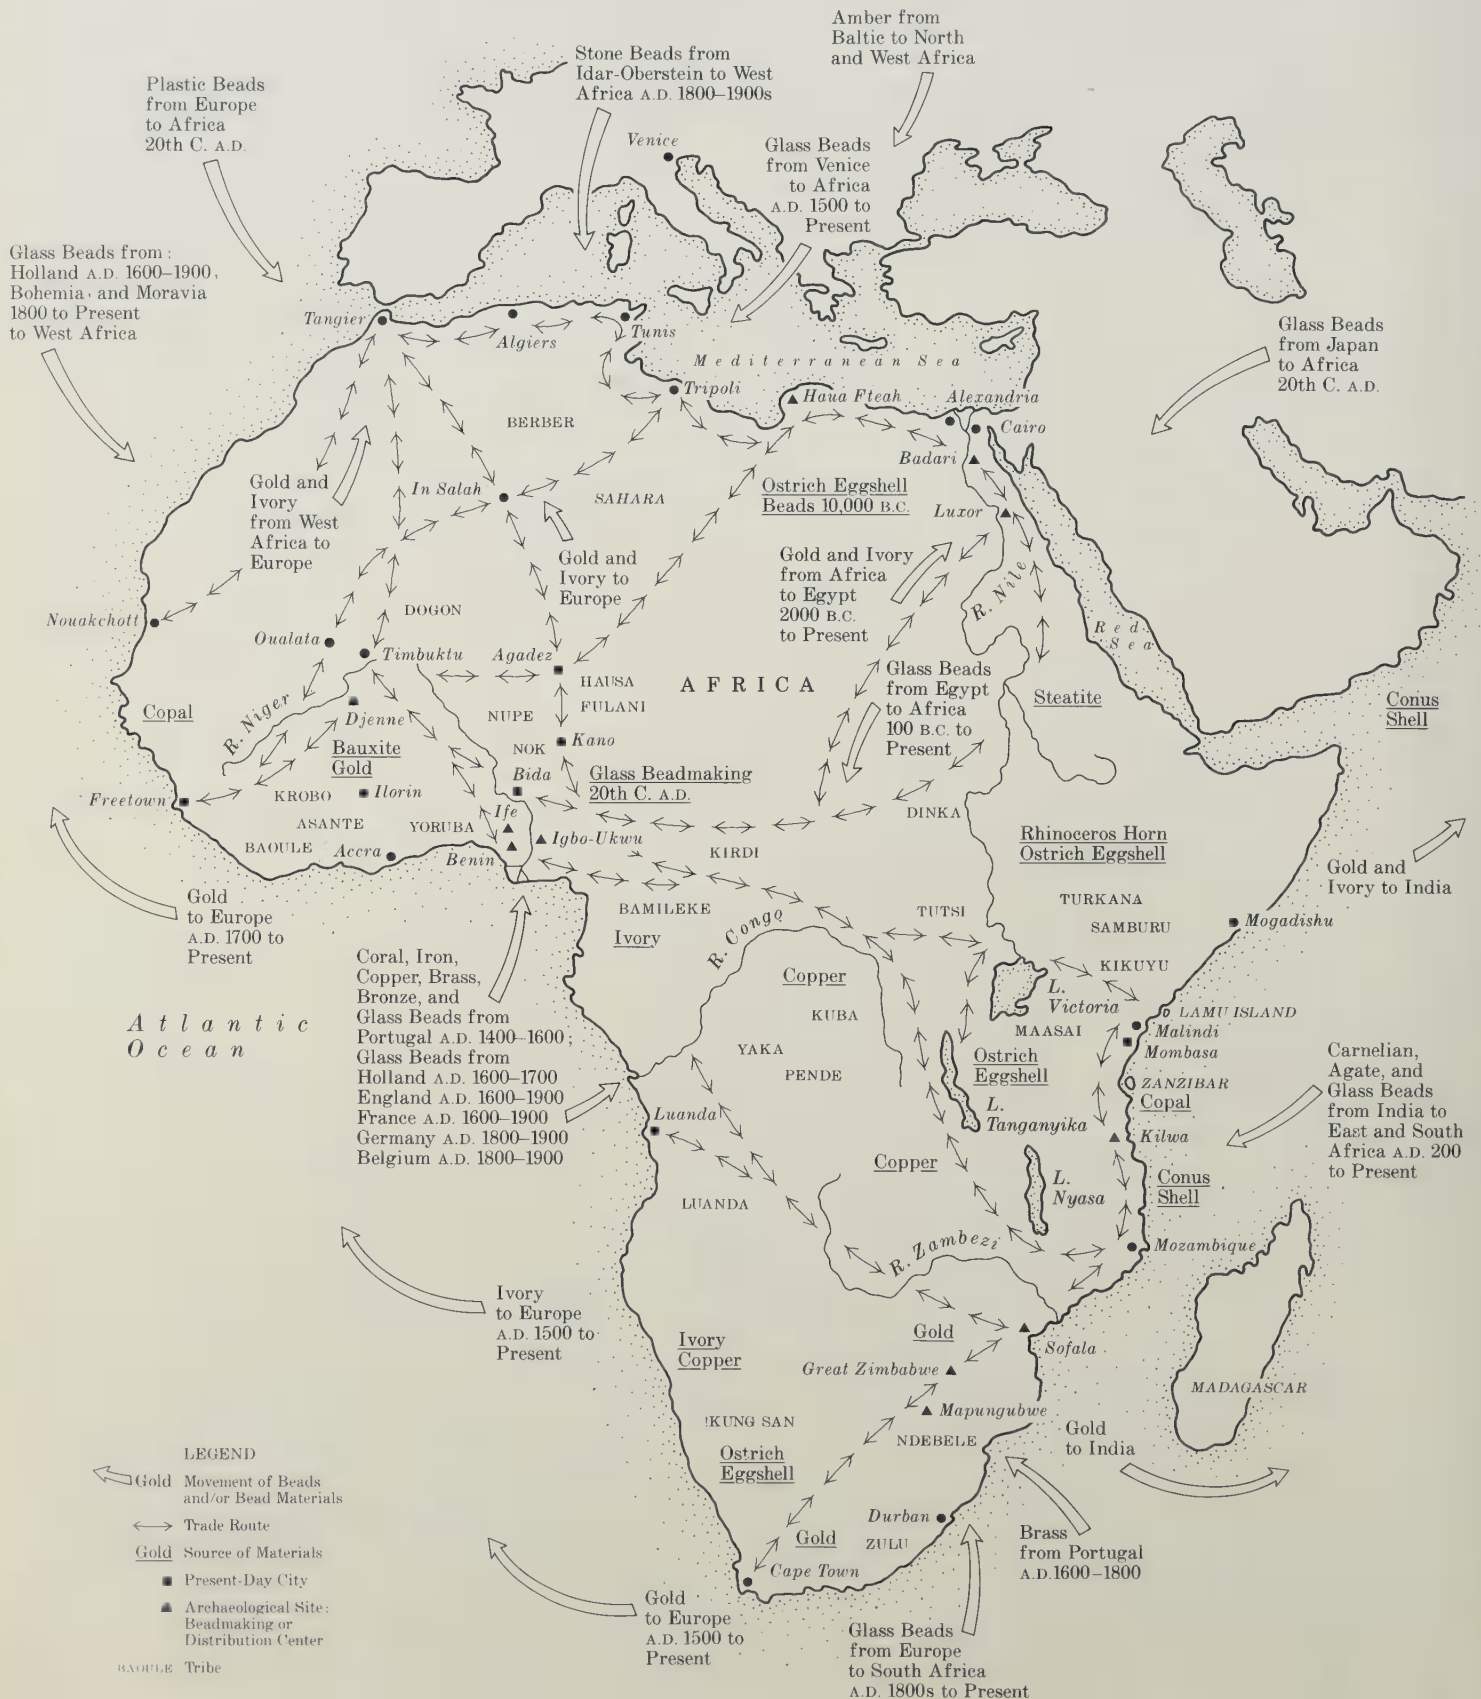 Amber from
Baltic to North
and West Africa
Stone Beads from
Idar-Oberstein to West
Africa A.D. 1800–1900s
Plastic Beads
from Europe
to Africa
20th C. A.D.
Venice
Glass Beads
from Venice
to Africa
A.D. 1500 to
Present
Glass Beads from:
Holland A.D. 1600–1900,
Bohemia, and Moravia
1800 to Present
to West Africa
Tangier
Algiers
Tunis
Mediterranean Sea
Glass Beads
from Japan
to Africa
20th C. A.D.
Tripoli
Haua Fteah
Alexandria
Cairo
BERBER
Badari
Gold and
Ivory
from West
Africa to
Europe
In Salah
SAHARA
Ostrich Eggshell
Beads 10,000 B.C.
Luxor
Gold and
Ivory to
Europe
Gold and Ivory
from Africa
to Egypt
2000 B.C.
to Present
R. Nile
Red
Sea
Nouakchott
DOGON
Oualata
Timbuktu
Agadez
HAUSA
FULANI
AFRICA
Glass Beads
from Egypt
to Africa
100 B.C. to
Present
Steatite
Conus
Shell
Copal
R. Niger
Djenne
NUPE
Bauxite
Gold
NOK
Kano
Bida
Glass Beadmaking
20th C. A.D.
Freetown
KROBO
Ilorin
ASANTE
YORUBA
Ife
BAOULE
Accra
Benin
Igbo-Ukwu
KIRDI
DINKA
Rhinoceros Horn
Ostrich Eggshell
Gold and
Ivory to India
Gold
to Europe
A.D. 1700 to
Present
BAMILEKE
Ivory
R. Congo
TUTSI
TURKANA
SAMBURU
Mogadishu
KIKUYU
Coral, Iron,
Copper, Brass,
Bronze, and
Glass Beads from
Portugal A.D. 1400–1600;
Glass Beads from
Holland A.D. 1600–1700
England A.D. 1600–1900
France A.D. 1600–1900
Germany A.D. 1800–1900
Belgium A.D. 1800–1900
Copper
KUBA
L.
Victoria
LAMU ISLAND
MAASAI
Malindi
Mombasa
Atlantic
Ocean
YAKA
PENDE
Ostrich
Eggshell
ZANZIBAR
Copal
Carnelian,
Agate, and
Glass Beads
from India to
East and South
Africa A.D. 200
to Present
Luanda
L.
Tanganyika
Kilwa
Copper
L.
Nyasa
Conus
Shell
LUANDA
R. Zambezi
Mozambique
Ivory
to Europe
A.D. 1500 to
Present
Ivory
Copper
Gold
Sofala
Great Zimbabwe
MADAGASCAR
Mapungubwe
!KUNG SAN
NDEBELE
Gold
to India
Ostrich
Eggshell
Durban
Gold
ZULU
Brass
from Portugal
A.D. 1600–1800
Cape Town
Gold
to Europe
A.D. 1500 to
Present
Glass Beads
from Europe
to South Africa
A.D. 1800s to Present
LEGEND
Gold Movement of Beads
and/or Bead Materials
Trade Route
Gold Source of Materials
Present-Day City
Archaeological Site:
Beadmaking or
Distribution Center
BAOULE Tribe